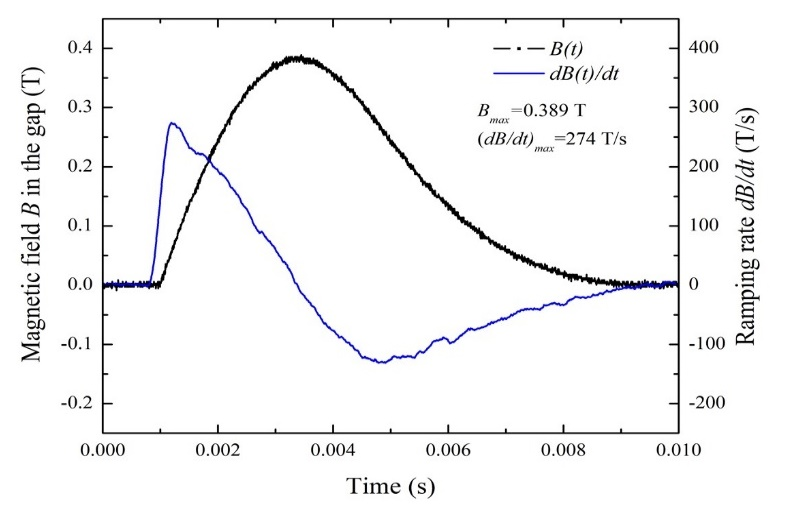 B(t)
dB(t)/dt
B_max=0.389 T
(dB/dt)_max=274 T/s
Magnetic field B in the gap (T)
0.4
0.3
0.2
0.1
0.0
-0.1
-0.2
400
300
200
100
0
-100
-200
Ramping rate dB/dt (T/s)
0.000 0.002 0.004 0.006 0.008 0.010
Time (s)